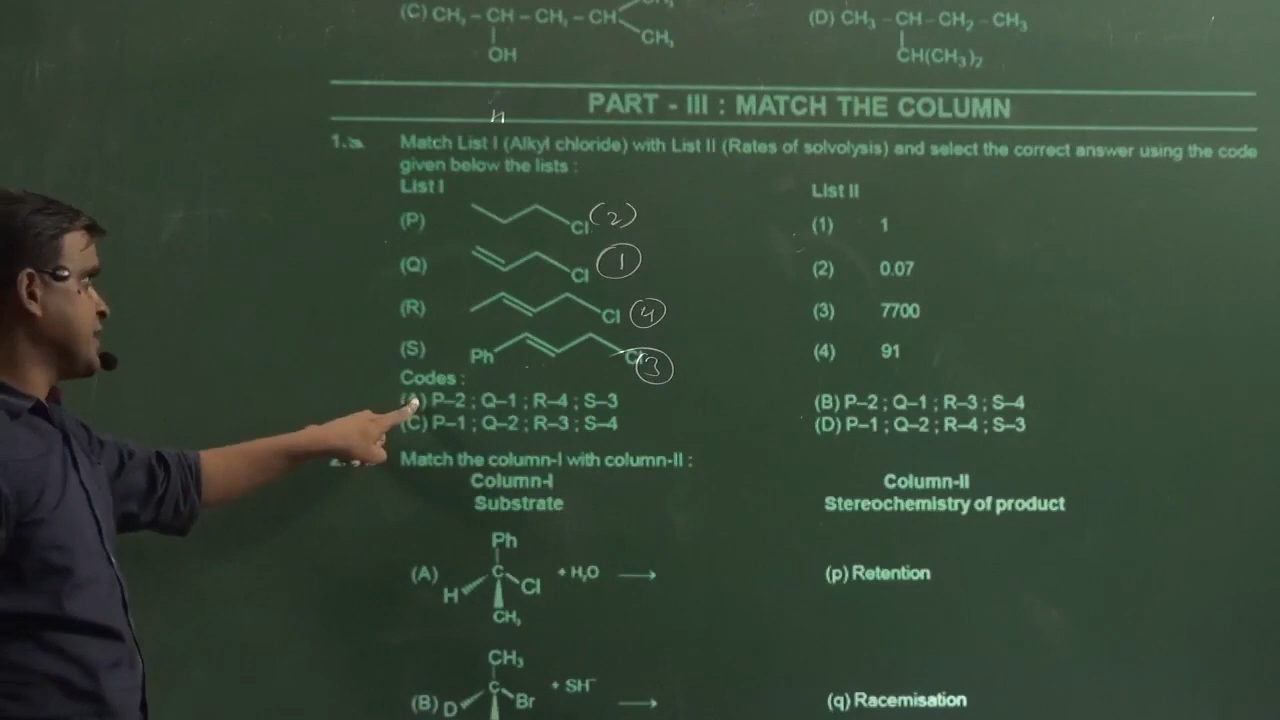 (C) CH₃ – CH – CH₂ – CH
CH₃
OH
(D) CH₃ – CH – CH₂ – CH₃
CH(CH₃)₂
PART - III : MATCH THE COLUMN
1. Match List I (Alkyl chloride) with List II (Rates of solvolysis) and select the correct answer using the code
given below the lists :
List I
List II
(P) Cl (2)
(1) 1
(Q) Cl 1
(2) 0.07
(R) Cl 4
(3) 7700
(S) Ph Cl 3
(4) 91
Codes :
(A) P–2 ; Q–1 ; R–4 ; S–3
(B) P–2 ; Q–1 ; R–3 ; S–4
(C) P–1 ; Q–2 ; R–3 ; S–4
(D) P–1 ; Q–2 ; R–4 ; S–3
Match the column-I with column-II :
Column-I
Column-II
Substrate
Stereochemistry of product
Ph
(A) H C Cl + H₂O ⟶
(p) Retention
CH₃
CH₃
(B) D C Br + SH⁻ ⟶
(q) Racemisation